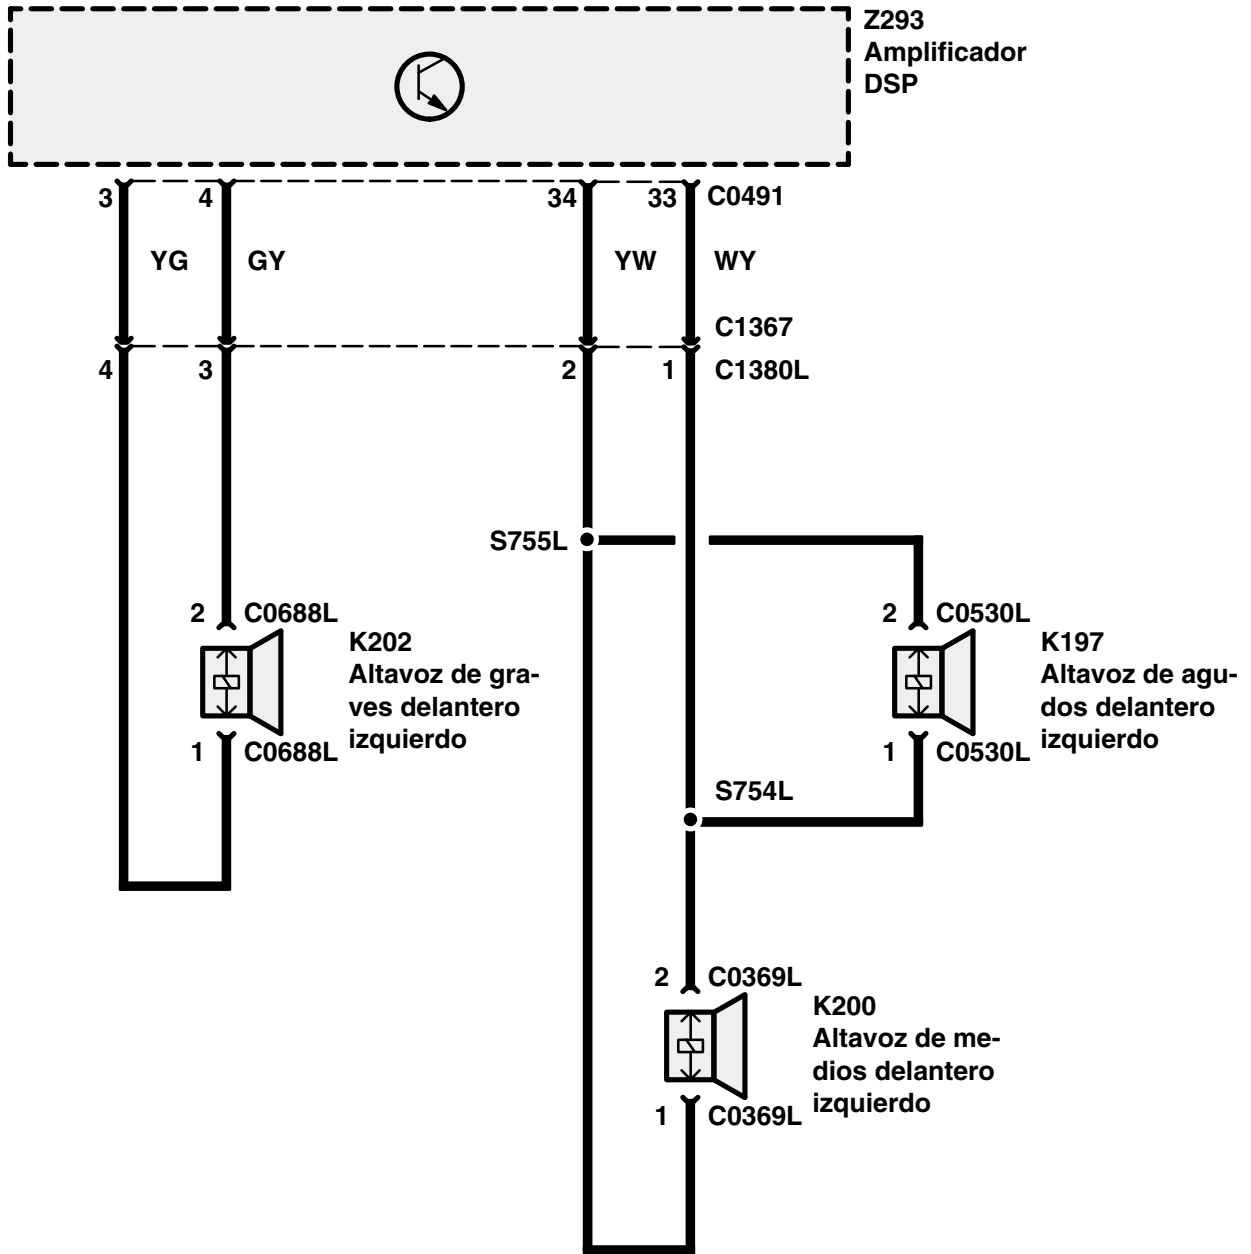 Z293
Amplificador
DSP
3 4 34 33 C0491
YG GY YW WY
C1367
4 3 2 1 C1380L
S755L
2 C0688L
K202
Altavoz de gra-
ves delantero
izquierdo
1 C0688L
2 C0530L
K197
Altavoz de agu-
dos delantero
izquierdo
1 C0530L
S754L
2 C0369L
K200
Altavoz de me-
dios delantero
izquierdo
1 C0369L